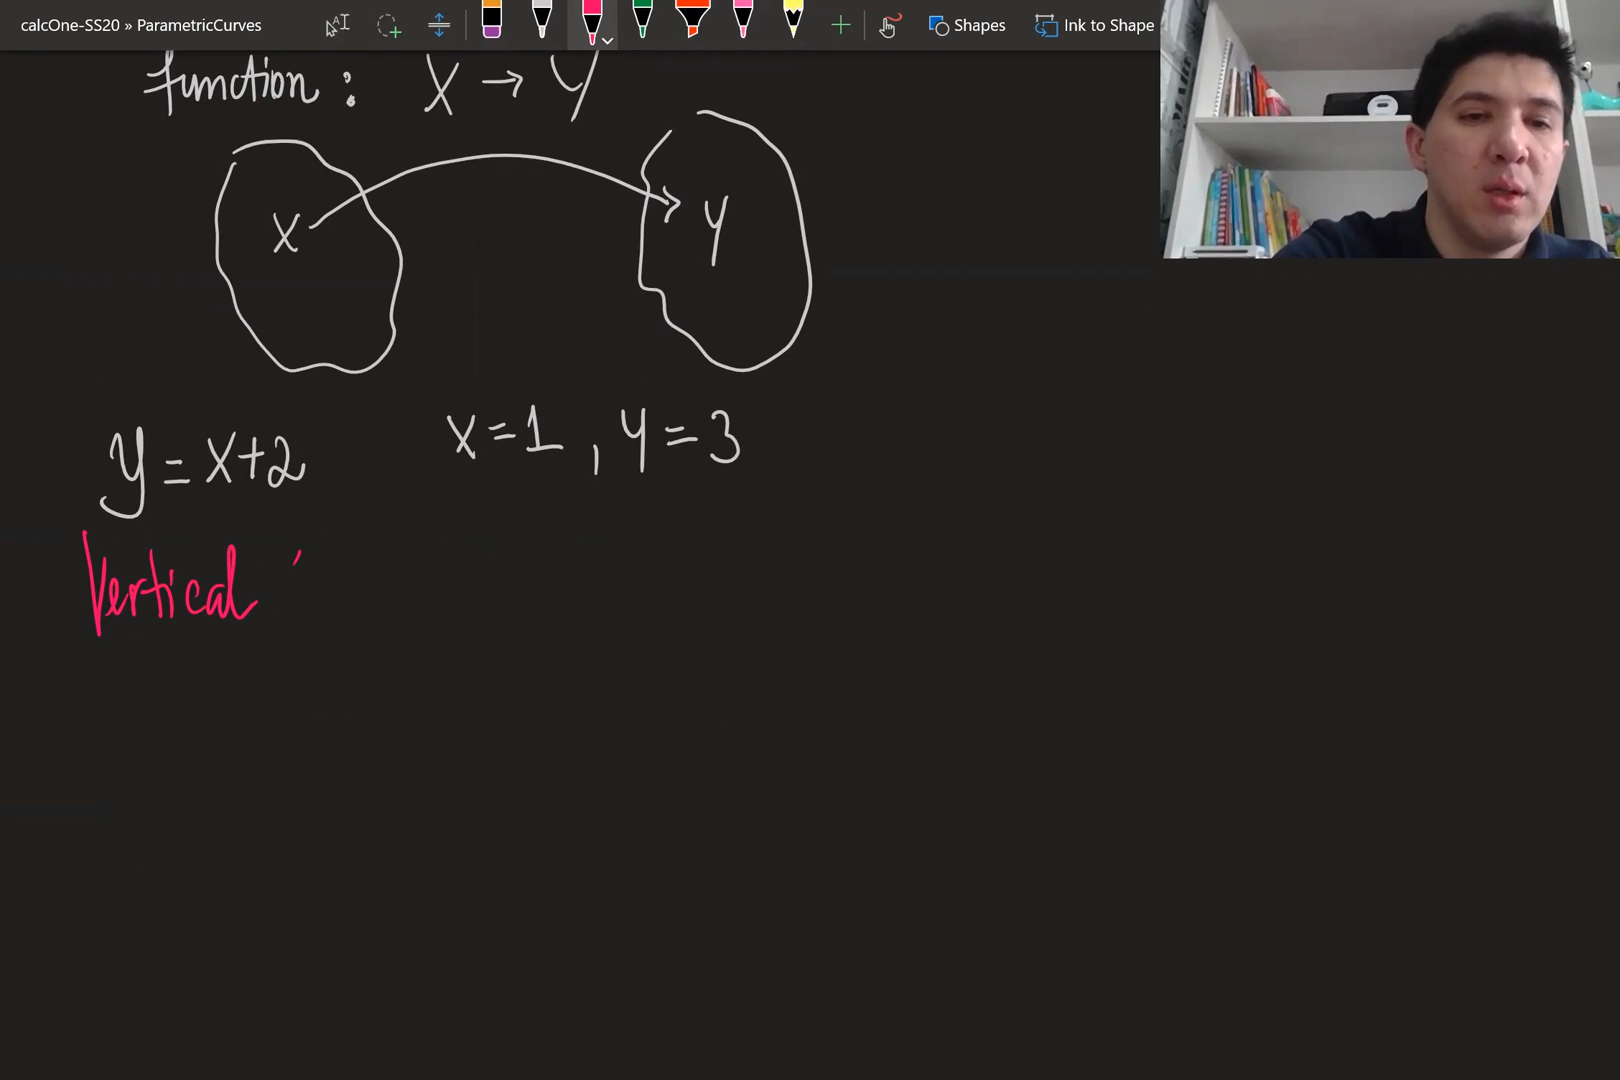 calcOne-SS20 » ParametricCurves
Shapes
Ink to Shape
function : X → Y
x
y
y = x+2
x = 1 , y = 3
Vertical